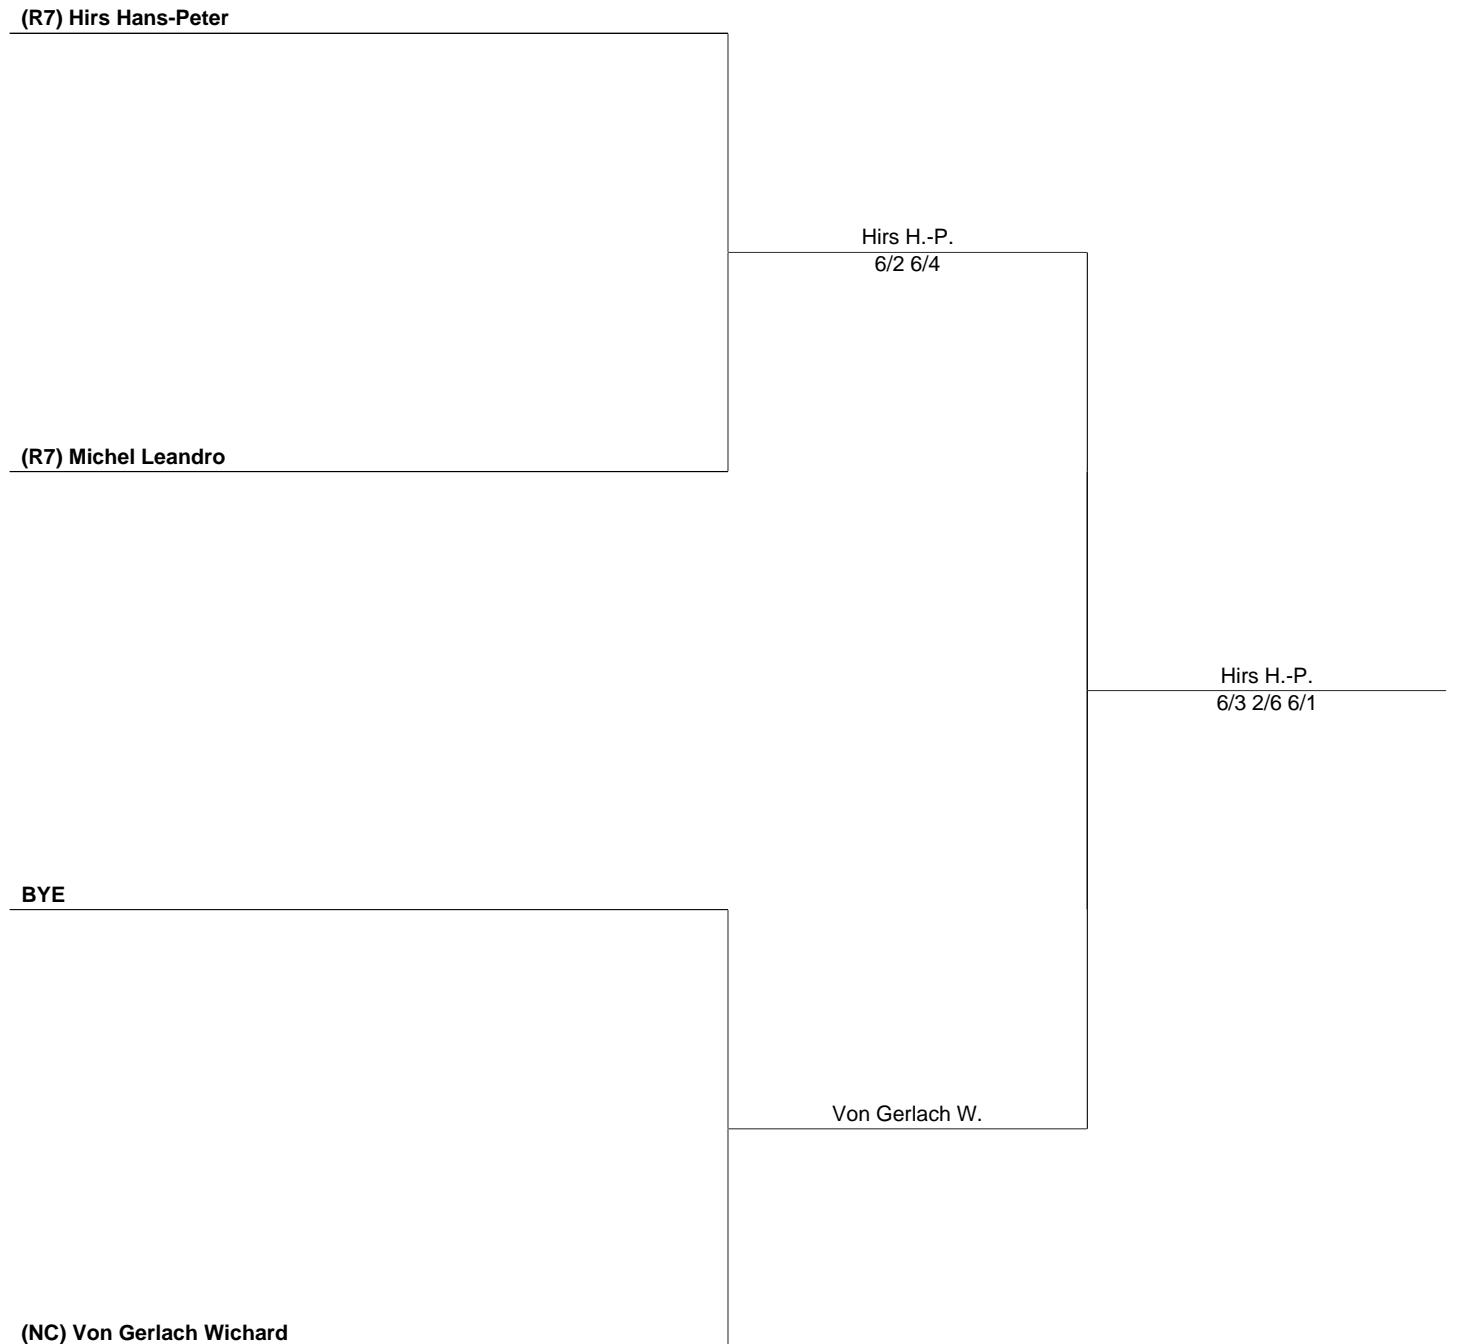 (R7) Hirs Hans-Peter
Hirs H.-P.
6/2 6/4
(R7) Michel Leandro
Hirs H.-P.
6/3 2/6 6/1
BYE
Von Gerlach W.
(NC) Von Gerlach Wichard